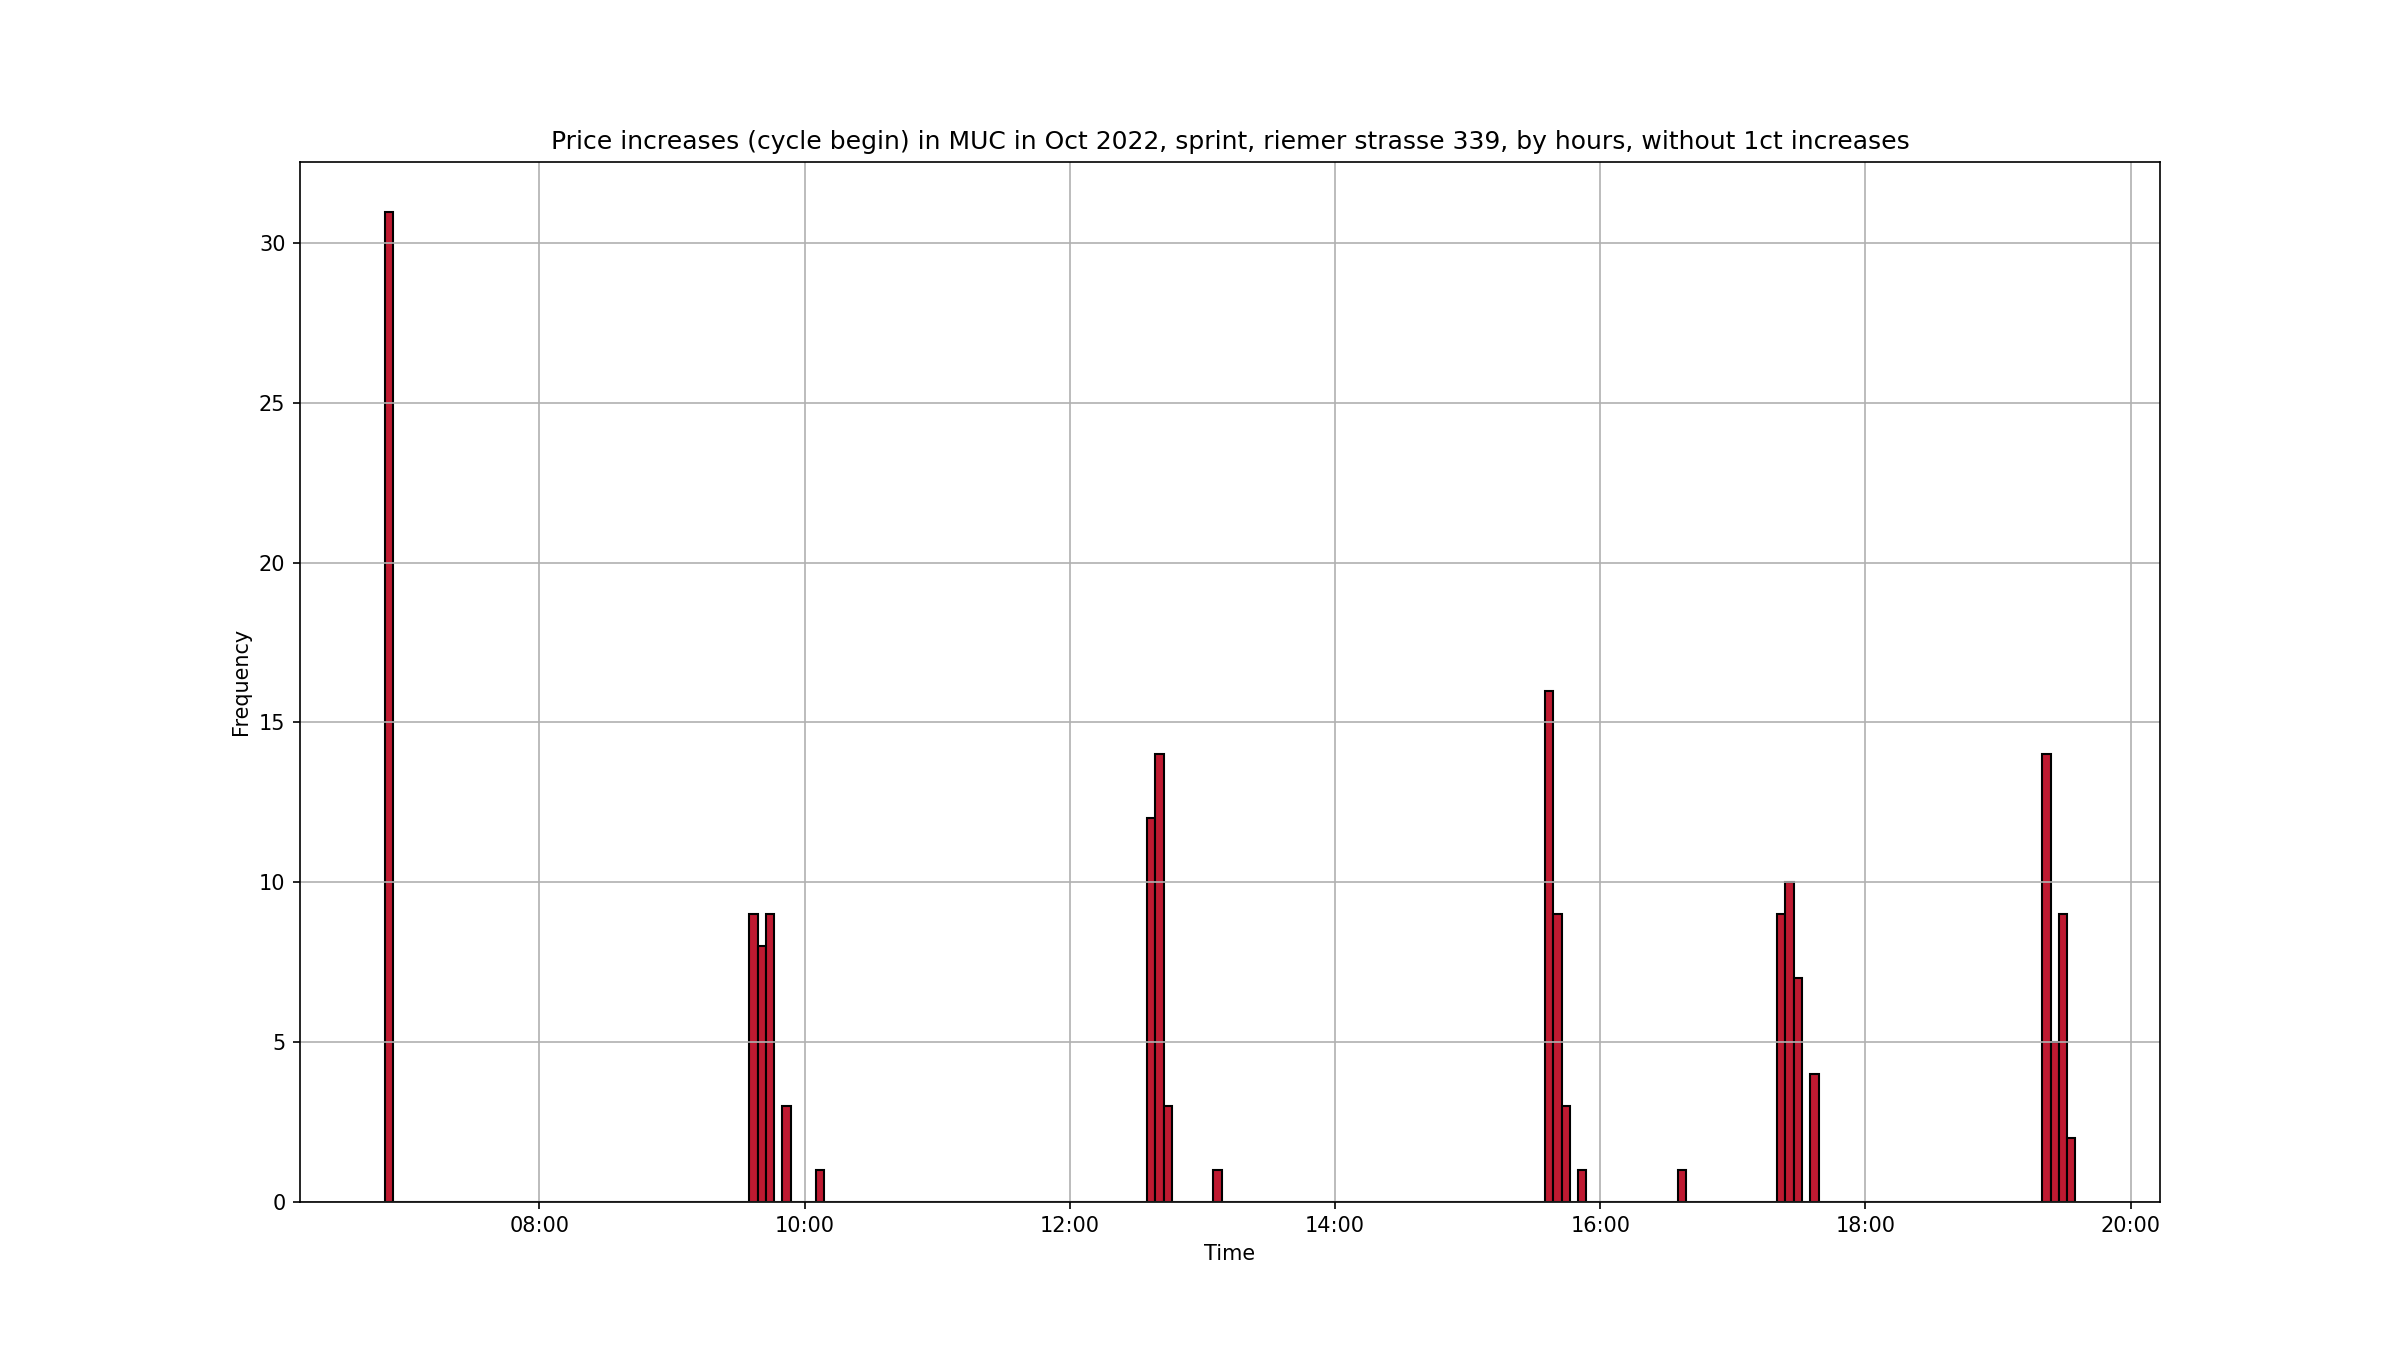 Price increases (cycle begin) in MUC in Oct 2022, sprint, riemer strasse 339, by hours, without 1ct increases
30
25
20
15
10
5
0
Frequency
08:00 10:00 12:00 14:00 16:00 18:00 20:00
Time